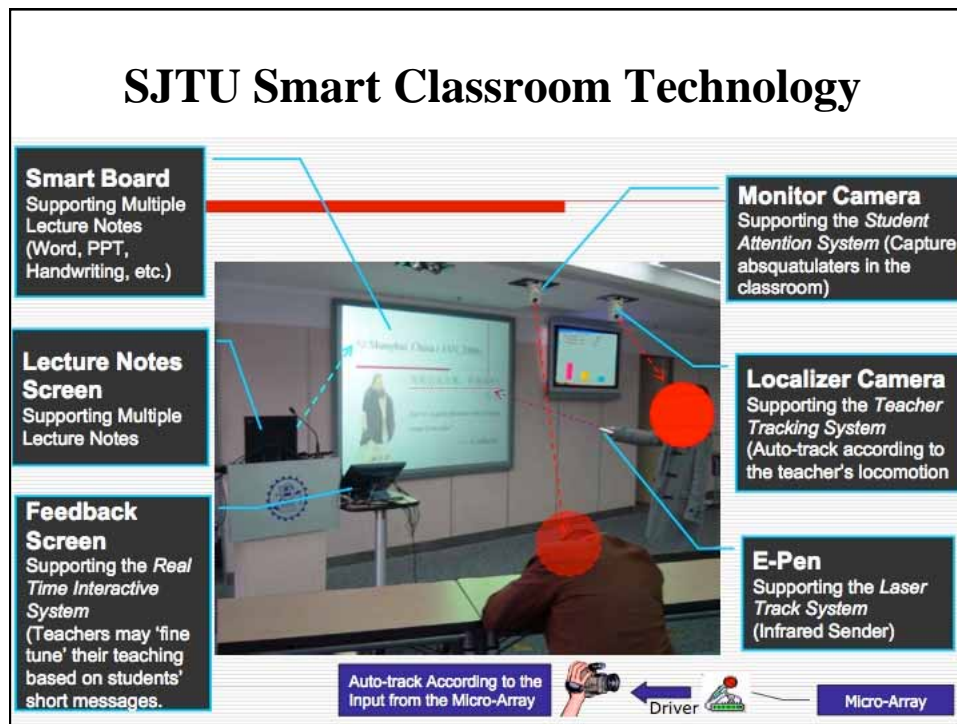 SJTU Smart Classroom Technology
Smart Board
Supporting Multiple
Lecture Notes
(Word, PPT,
Handwriting, etc.)
Lecture Notes
Screen
Supporting Multiple
Lecture Notes
Feedback
Screen
Supporting the Real
Time Interactive
System
(Teachers may 'fine
tune' their teaching
based on students'
short messages.
Monitor Camera
Supporting the Student
Attention System (Capture
absquatulaters in the
classroom)
Localizer Camera
Supporting the Teacher
Tracking System
(Auto-track according to
the teacher's locomotion
E-Pen
Supporting the Laser
Track System
(Infrared Sender)
Shanghai, China
Auto-track According to the
Input from the Micro-Array
Driver
Micro-Array